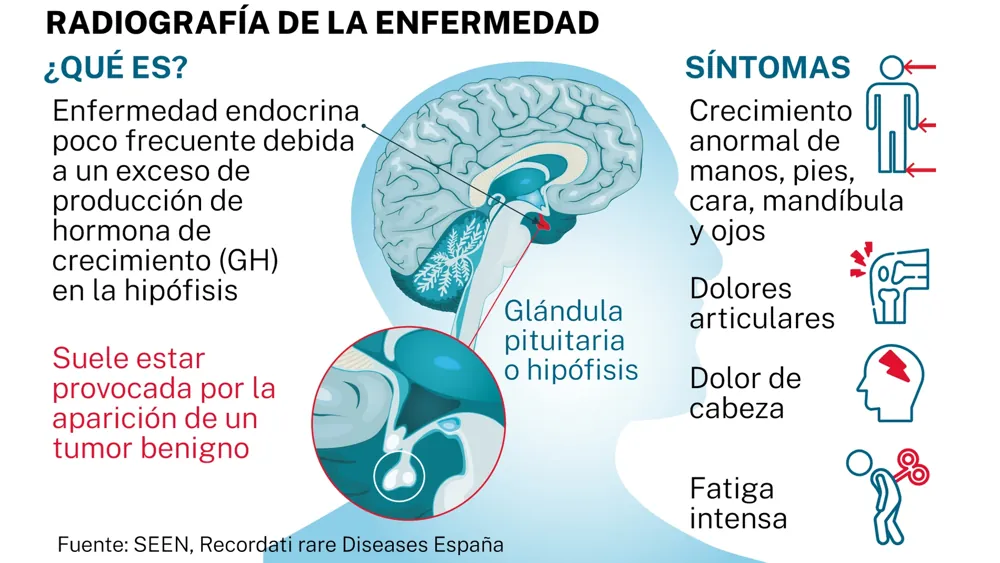 RADIOGRAFÍA DE LA ENFERMEDAD
¿QUÉ ES?
Enfermedad endocrina
poco frecuente debida
a un exceso de
producción de
hormona de
crecimiento (GH)
en la hipófisis
Suele estar
provocada por la
aparición de un
tumor benigno
Glándula
pituitaria
o hipófisis
SÍNTOMAS
Crecimiento
anormal de
manos, pies,
cara, mandíbula
y ojos
Dolores
articulares
Dolor de
cabeza
Fatiga
intensa
Fuente: SEEN, Recordati rare Diseases España